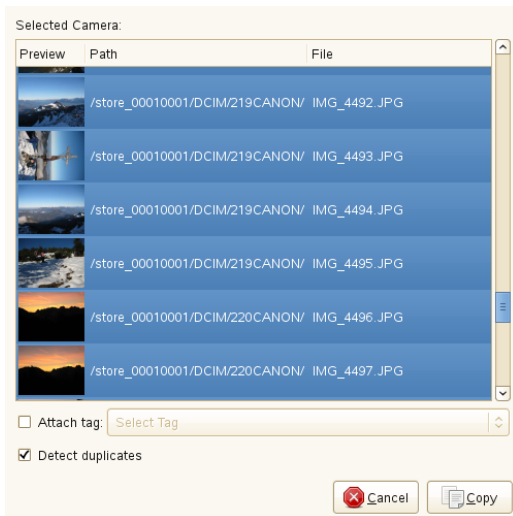 Selected Camera:
Preview Path File
/store_00010001/DCIM/219CANON/ IMG_4492.JPG
/store_00010001/DCIM/219CANON/ IMG_4493.JPG
/store_00010001/DCIM/219CANON/ IMG_4494.JPG
/store_00010001/DCIM/219CANON/ IMG_4495.JPG
/store_00010001/DCIM/220CANON/ IMG_4496.JPG
/store_00010001/DCIM/220CANON/ IMG_4497.JPG
Attach tag: Select Tag
Detect duplicates
Cancel Copy